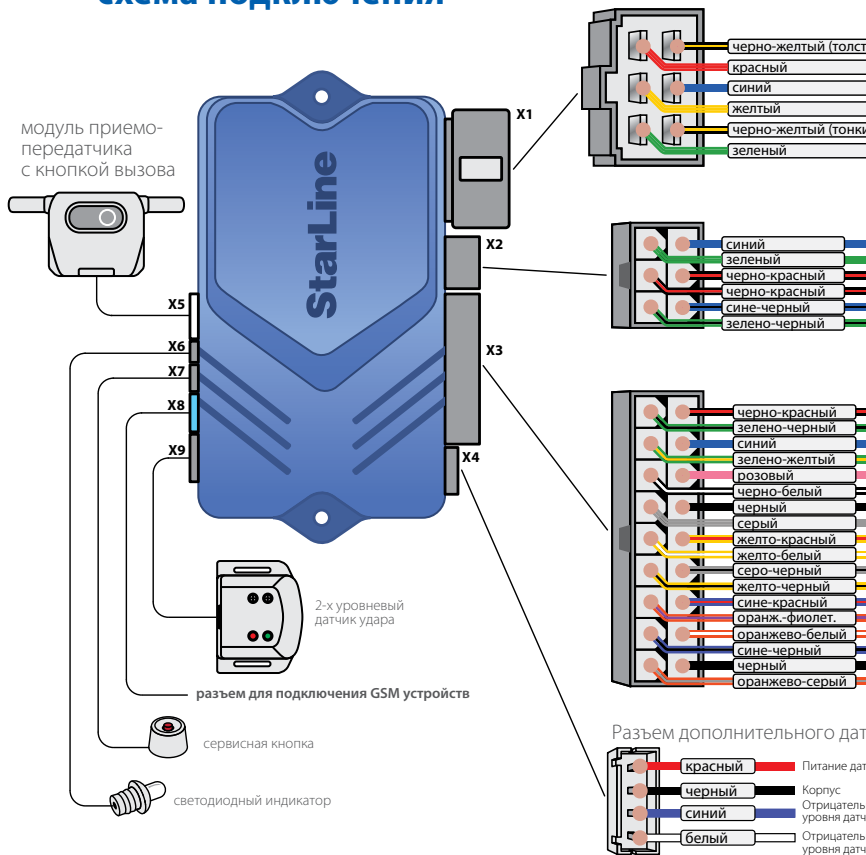 схема подключения
модуль приемо-
передатчика
с кнопкой вызова
StarLine
X1
X2
X3
X4
X5
X6
X7
X8
X9
2-х уровневый
датчик удара
разъем для подключения GSM устройств
сервисная кнопка
светодиодный индикатор
черно-желтый (толст
красный
синий
желтый
черно-желтый (тонки
зеленый
синий
зеленый
черно-красный
черно-красный
сине-черный
зелено-черный
черно-красный
зелено-черный
синий
зелено-желтый
розовый
черно-белый
черный
серый
желто-красный
желто-белый
серо-черный
желто-черный
сине-красный
оранж.-фиолет.
оранжево-белый
сине-черный
черный
оранжево-серый
Разъем дополнительного дат
красный
Питание дат
черный
Корпус
синий
Отрицатель
уровня датч
белый
Отрицатель
уровня датч